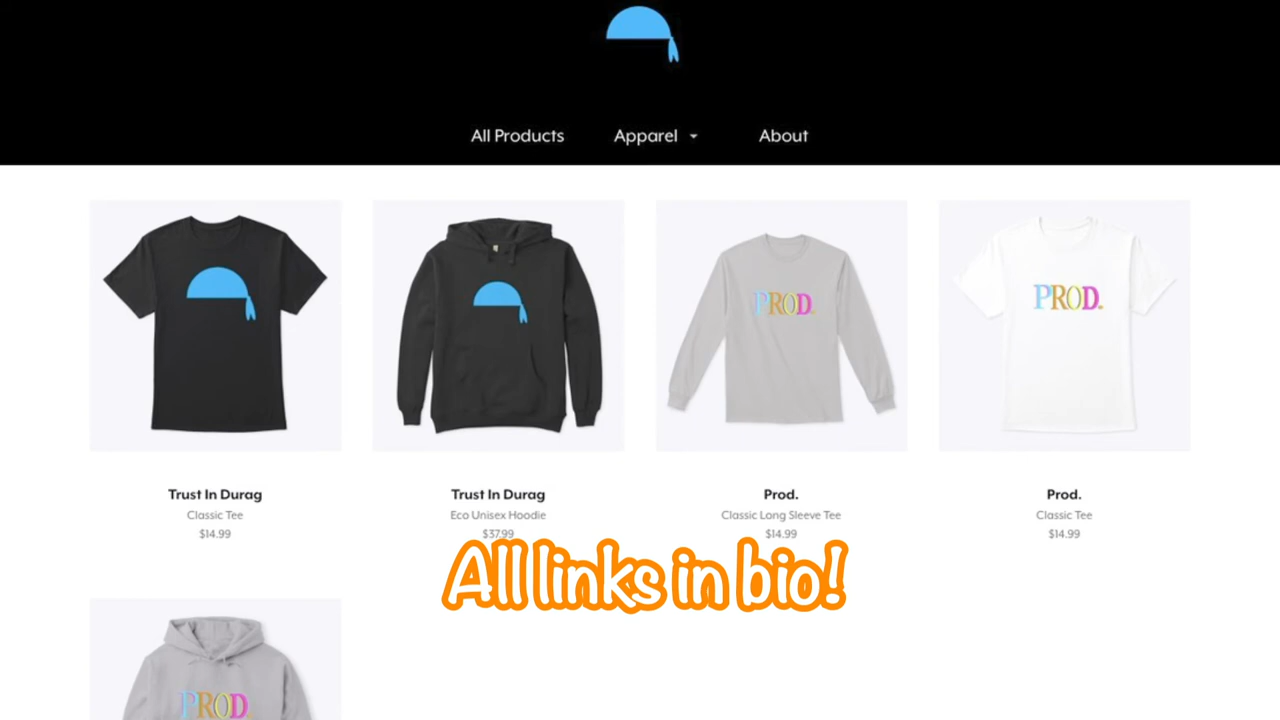 All Products Apparel About
PROD.
PROD.
Trust In Durag
Classic Tee
$14.99
Trust In Durag
Eco Unisex Hoodie
$37.99
Prod.
Classic Long Sleeve Tee
$14.99
Prod.
Classic Tee
$14.99
All links in bio!
PROD.